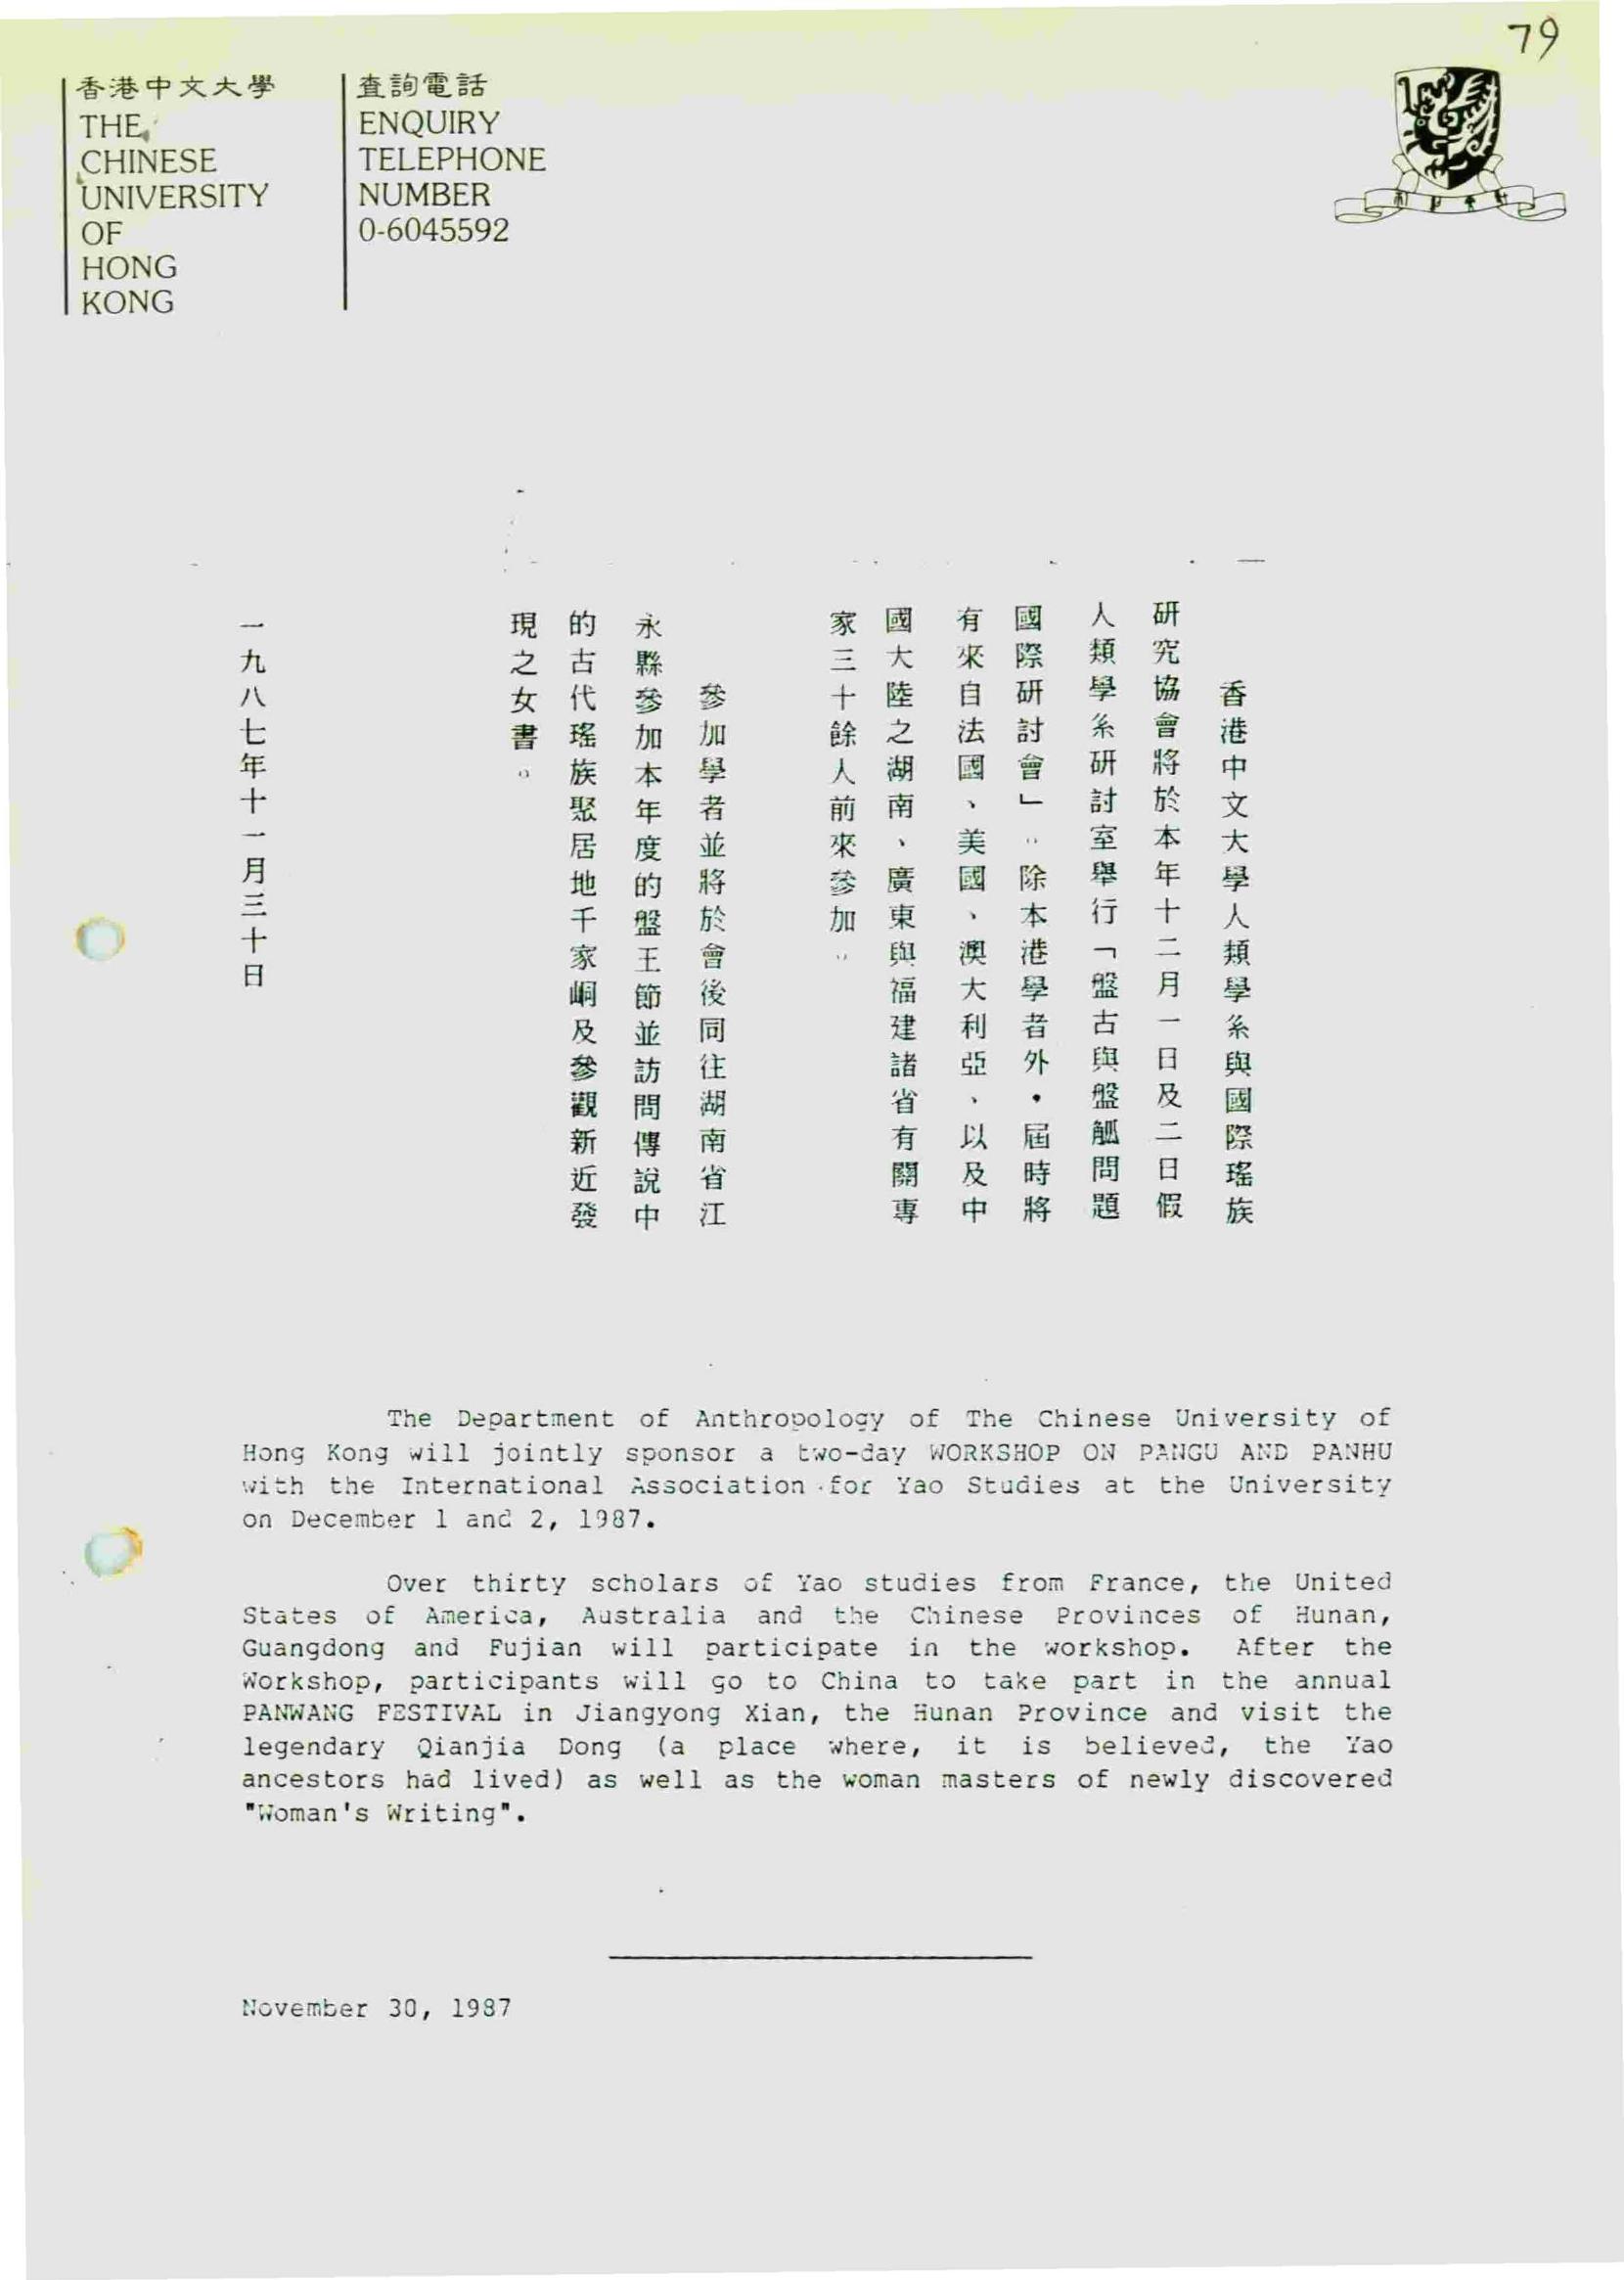 79
香港中文大學
THE
CHINESE
UNIVERSITY
OF
HONG
KONG
查詢電話
ENQUIRY
TELEPHONE
NUMBER
0-6045592
香港中文大學人類學系與國際瑤族
研究協會將於本年十二月一日及二日假
人類學系研討室舉行「盤古與盤瓠問題
國際研討會」。除本港學者外，屆時將
有來自法國、美國、澳大利亞、以及中
國大陸之湖南、廣東與福建諸省有關專
家三十餘人前來參加。
參加學者並將於會後同往湖南省江
永縣參加本年度的盤王節並訪問傳說中
的古代瑤族聚居地千家峒及參觀新近發
現之女書。
一九八七年十一月三十日
The Department of Anthropology of The Chinese University of
Hong Kong will jointly sponsor a two-day WORKSHOP ON PANGU AND PANHU
with the International Association for Yao Studies at the University
on December 1 and 2, 1987.
Over thirty scholars of Yao studies from France, the United
States of America, Australia and the Chinese Provinces of Hunan,
Guangdong and Fujian will participate in the workshop. After the
Workshop, participants will go to China to take part in the annual
PANWANG FESTIVAL in Jiangyong Xian, the Hunan Province and visit the
legendary Qianjia Dong (a place where, it is believed, the Yao
ancestors had lived) as well as the woman masters of newly discovered
"Woman's Writing".
November 30, 1987